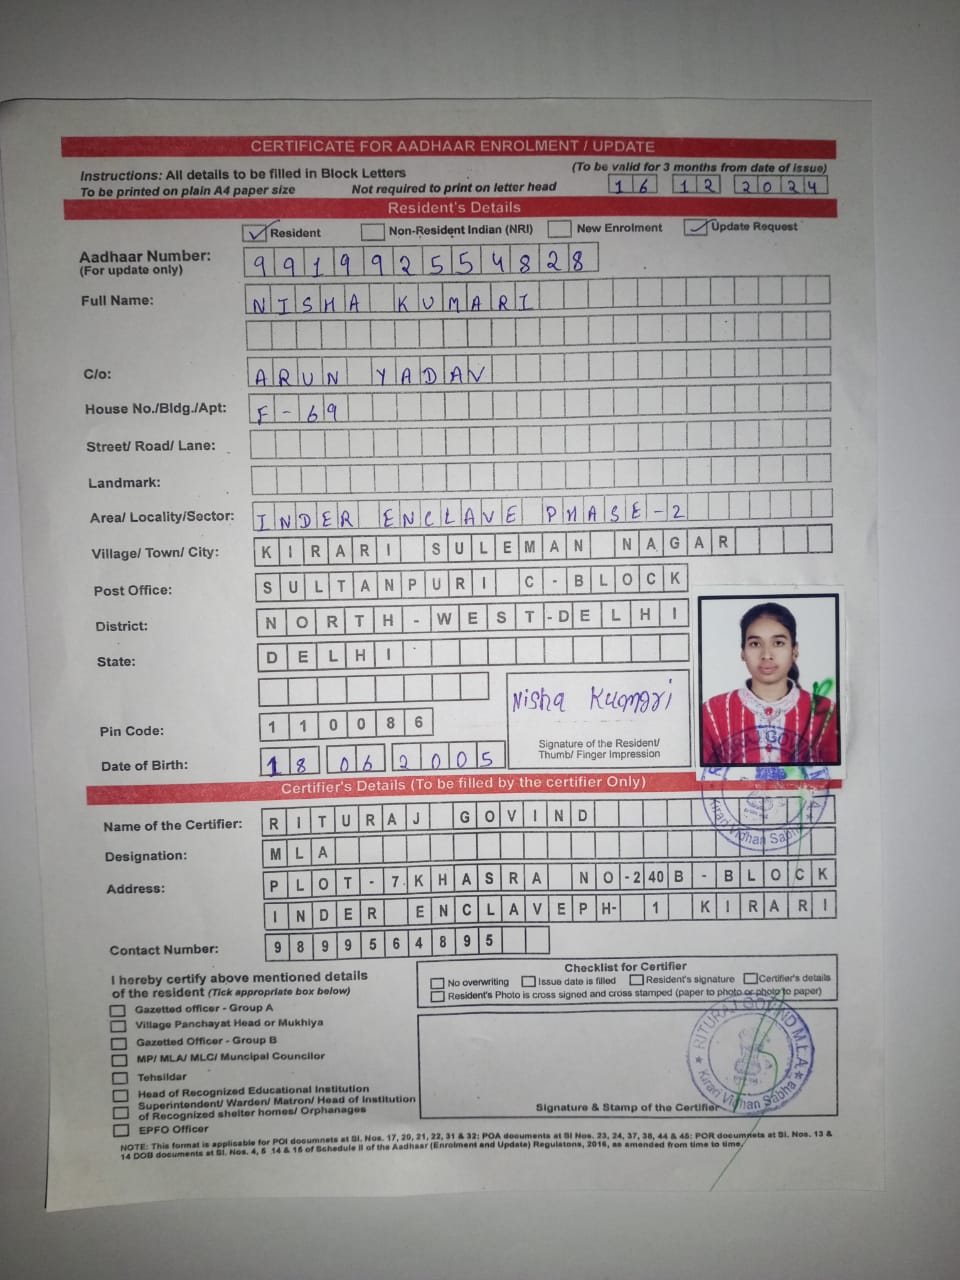 CERTIFICATE FOR AADHAAR ENROLMENT / UPDATE
Instructions: All details to be filled in Block Letters
(To be valid for 3 months from date of issue)
To be printed on plain A4 paper size Not required to print on letter head 16 12 2024
Resident's Details
Resident Non-Resident Indian (NRI) New Enrolment Update Request
Aadhaar Number: 991992554828
(For update only)
Full Name: NISHA KUMARI
C/o: ARUN YADAV
House No./Bldg./Apt: F-69
Street/ Road/ Lane:
Landmark:
Area/ Locality/Sector: INDER ENCLAVE PHASE-2
Village/ Town/ City: KIRARI SULEMAN NAGAR
Post Office: SULTANPURI C-BLOCK
District: NORTH-WEST-DELHI
State: DELHI
Nisha Kumari
Pin Code: 110086
Signature of the Resident/
Thumb/ Finger Impression
Date of Birth: 18 06 2005
Certifier's Details (To be filled by the certifier Only)
Name of the Certifier: RITURAJ GOVIND
Designation: MLA
Address: PLOT-7.KHASRA NO-240B-BLOCK
INDER ENCLAVEPH- 1 KIRARI
Contact Number: 9899564895
I hereby certify above mentioned details
of the resident (Tick appropriate box below)
Gazetted officer - Group A
Village Panchayat Head or Mukhiya
Gazetted Officer - Group B
MP/ MLA/ MLC/ Muncipal Councilor
Tehsildar
Head of Recognized Educational Institution
Superintendent/ Warden/ Matron/ Head of Institution
of Recognized shelter homes/ Orphanages
EPFO Officer
Checklist for Certifier
No overwriting Issue date is filled Resident's signature Certifier's details
Resident's Photo is cross signed and cross stamped (paper to photo or photo to paper)
RITURAJ GOVIND M.L.A.
Kirari Vidhan Sabha
Signature & Stamp of the Certifier
NOTE: This format is applicable for POI documnets at Sl. Nos. 17, 20, 21, 22, 31 & 32: POA documents at Sl Nos. 23, 24, 37, 38, 44 & 45: POR documnets at Sl. Nos. 13 &
14 DOB documents at Sl. Nos. 4, 5 14 & 15 of Schedule II of the Aadhaar (Enrolment and Update) Regulatons, 2016, as amended from time to time.